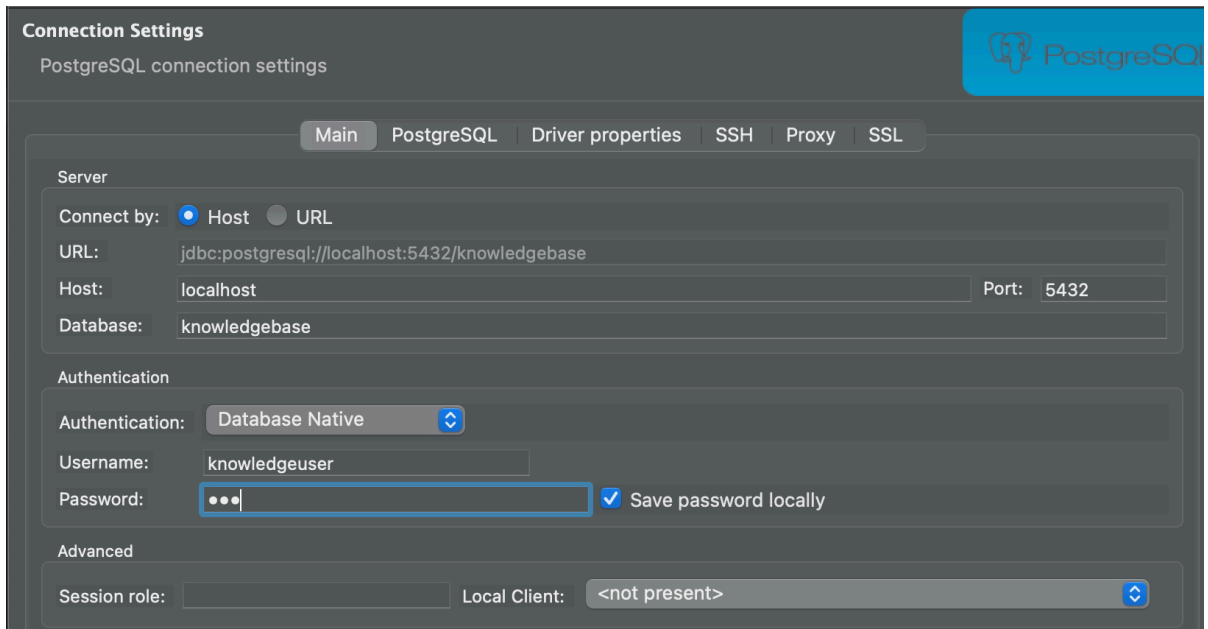 Connection Settings
PostgreSQL connection settings
PostgreSQL
Main PostgreSQL Driver properties SSH Proxy SSL
Server
Connect by: Host URL
URL: jdbc:postgresql://localhost:5432/knowledgebase
Host: localhost Port: 5432
Database: knowledgebase
Authentication
Authentication: Database Native
Username: knowledgeuser
Password: •••
Save password locally
Advanced
Session role: Local Client: <not present>